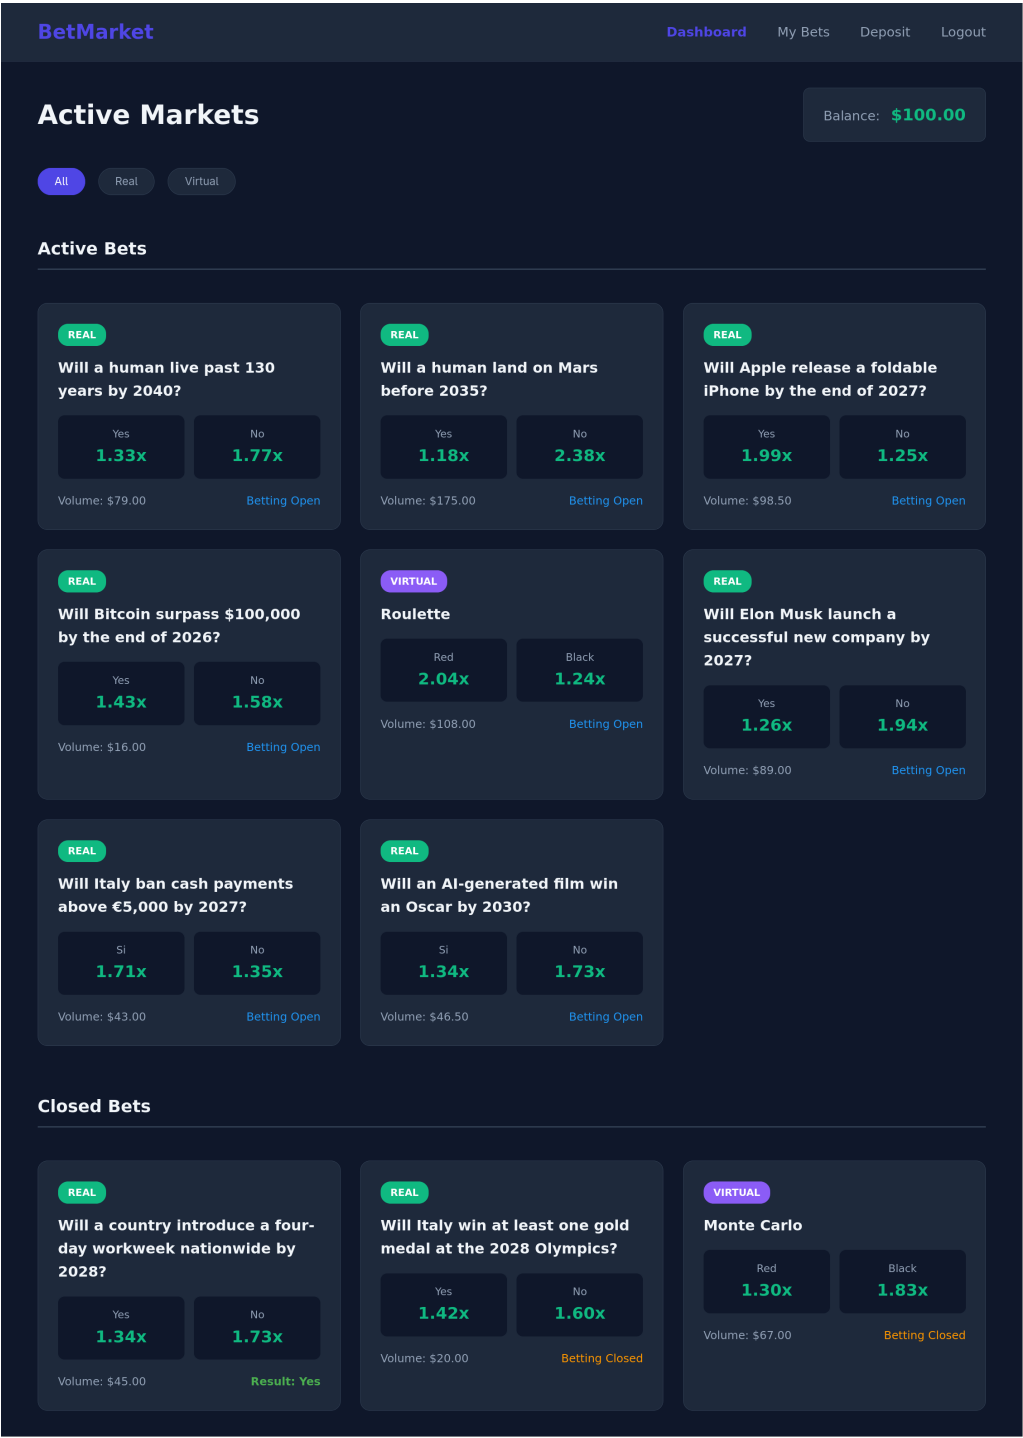 BetMarket
Dashboard My Bets Deposit Logout
Active Markets
Balance: $100.00
All Real Virtual
Active Bets
REAL
Will a human live past 130
years by 2040?
Yes No
1.33x 1.77x
Volume: $79.00 Betting Open
REAL
Will a human land on Mars
before 2035?
Yes No
1.18x 2.38x
Volume: $175.00 Betting Open
REAL
Will Apple release a foldable
iPhone by the end of 2027?
Yes No
1.99x 1.25x
Volume: $98.50 Betting Open
REAL
Will Bitcoin surpass $100,000
by the end of 2026?
Yes No
1.43x 1.58x
Volume: $16.00 Betting Open
VIRTUAL
Roulette
Red Black
2.04x 1.24x
Volume: $108.00 Betting Open
REAL
Will Elon Musk launch a
successful new company by
2027?
Yes No
1.26x 1.94x
Volume: $89.00 Betting Open
REAL
Will Italy ban cash payments
above €5,000 by 2027?
Si No
1.71x 1.35x
Volume: $43.00 Betting Open
REAL
Will an AI-generated film win
an Oscar by 2030?
Si No
1.34x 1.73x
Volume: $46.50 Betting Open
Closed Bets
REAL
Will a country introduce a four-
day workweek nationwide by
2028?
Yes No
1.34x 1.73x
Volume: $45.00 Result: Yes
REAL
Will Italy win at least one gold
medal at the 2028 Olympics?
Yes No
1.42x 1.60x
Volume: $20.00 Betting Closed
VIRTUAL
Monte Carlo
Red Black
1.30x 1.83x
Volume: $67.00 Betting Closed